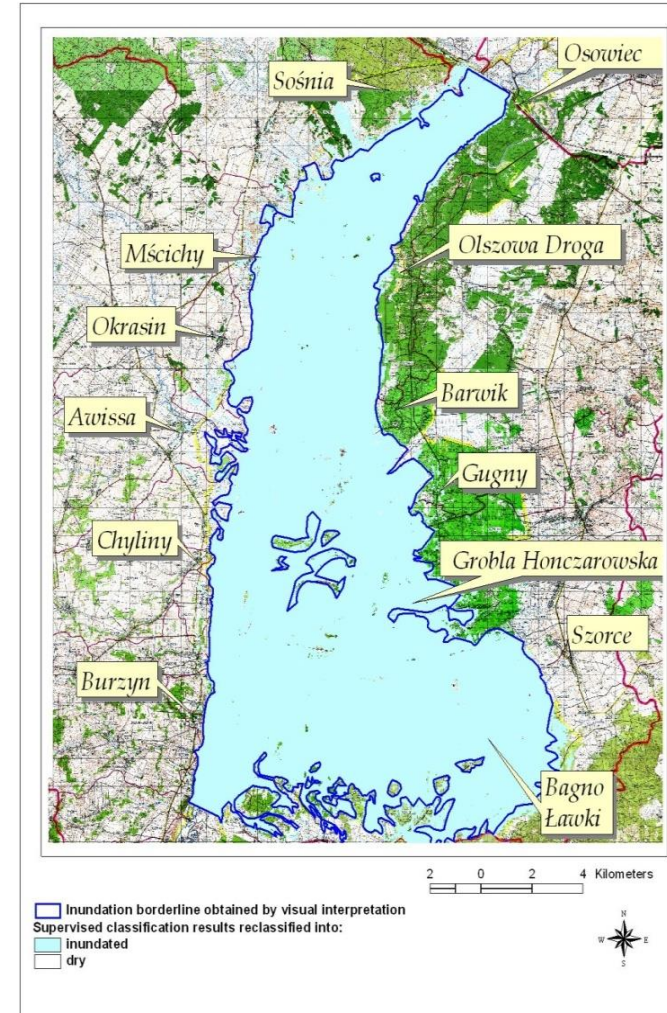 Osowiec
Sośnia
Olszowa Droga
Mścichy
Okrasin
Barwik
Awissa
Gugny
Chyliny
Grobla Honczarowska
Szorce
Burzyn
Bagno
Ławki
2 0 2 4 Kilometers
Inundation borderline obtained by visual interpretation
Supervised classification results reclassified into:
inundated
dry
N
W E
S